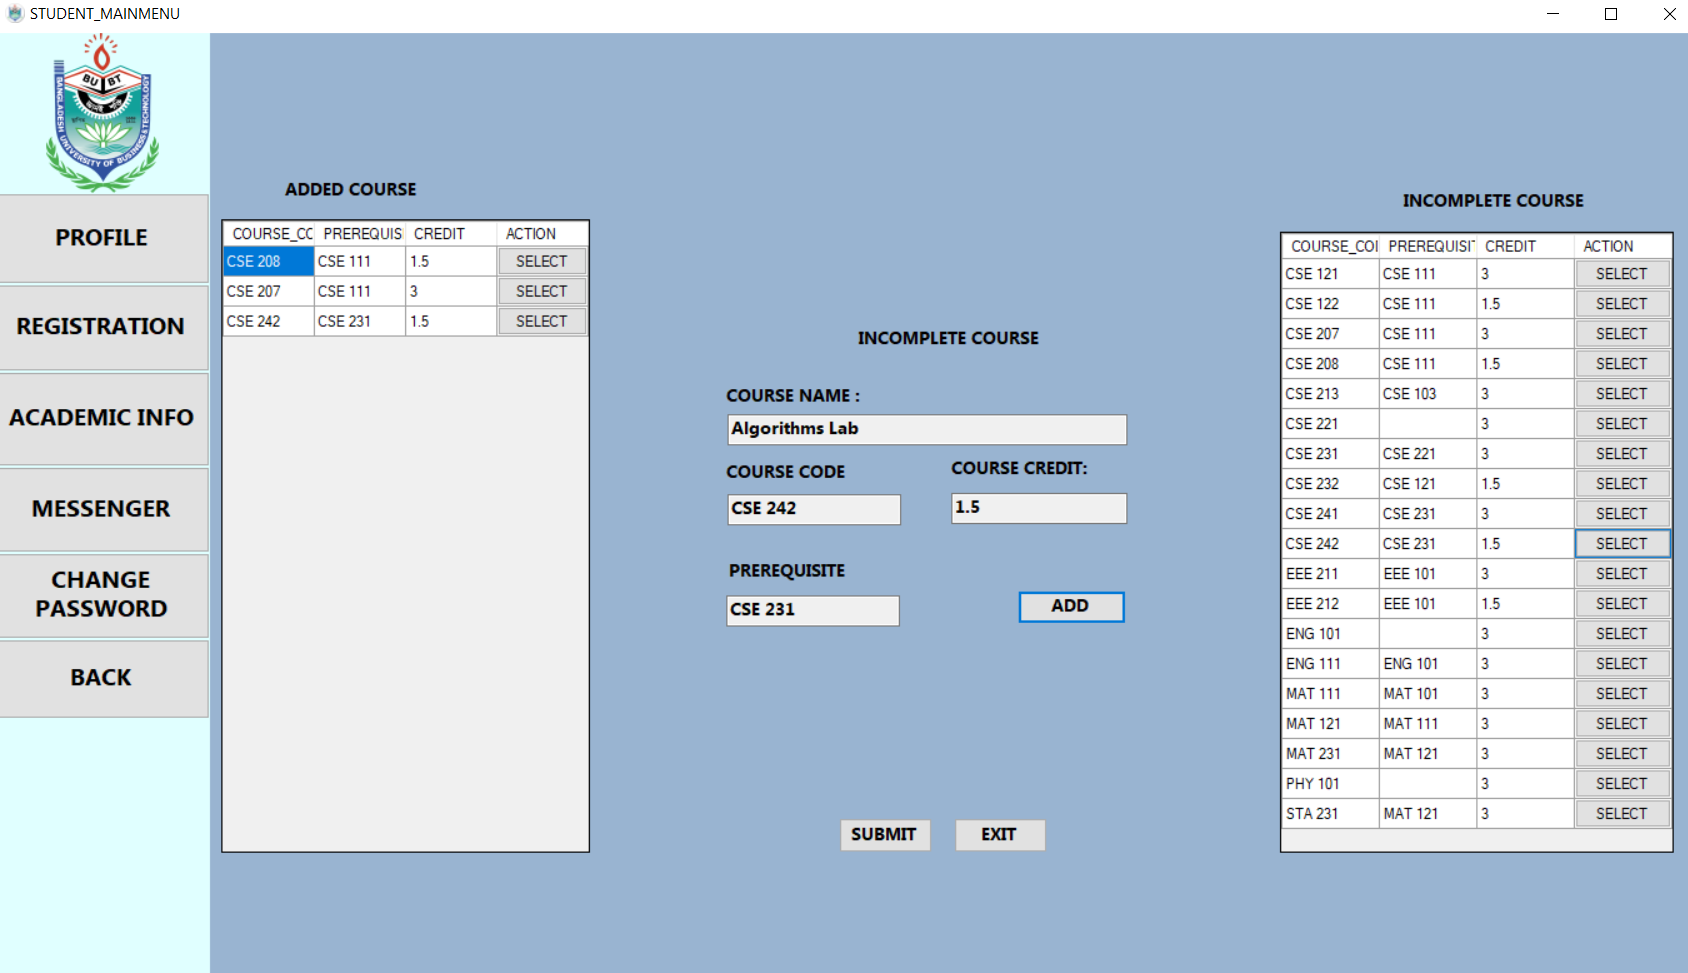 STUDENT_MAINMENU
BU BT
BANGLADESH UNIVERSITY OF BUSINESS & TECHNOLOGY
PROFILE
REGISTRATION
ACADEMIC INFO
MESSENGER
CHANGE
PASSWORD
BACK
ADDED COURSE
COURSE_CO PREREQUIS CREDIT ACTION
CSE 208 CSE 111 1.5 SELECT
CSE 207 CSE 111 3 SELECT
CSE 242 CSE 231 1.5 SELECT
INCOMPLETE COURSE
COURSE NAME :
Algorithms Lab
COURSE CODE COURSE CREDIT:
CSE 242 1.5
PREREQUISITE
CSE 231 ADD
SUBMIT EXIT
INCOMPLETE COURSE
COURSE_COI PREREQUISIT CREDIT ACTION
CSE 121 CSE 111 3 SELECT
CSE 122 CSE 111 1.5 SELECT
CSE 207 CSE 111 3 SELECT
CSE 208 CSE 111 1.5 SELECT
CSE 213 CSE 103 3 SELECT
CSE 221 3 SELECT
CSE 231 CSE 221 3 SELECT
CSE 232 CSE 121 1.5 SELECT
CSE 241 CSE 231 3 SELECT
CSE 242 CSE 231 1.5 SELECT
EEE 211 EEE 101 3 SELECT
EEE 212 EEE 101 1.5 SELECT
ENG 101 3 SELECT
ENG 111 ENG 101 3 SELECT
MAT 111 MAT 101 3 SELECT
MAT 121 MAT 111 3 SELECT
MAT 231 MAT 121 3 SELECT
PHY 101 3 SELECT
STA 231 MAT 121 3 SELECT